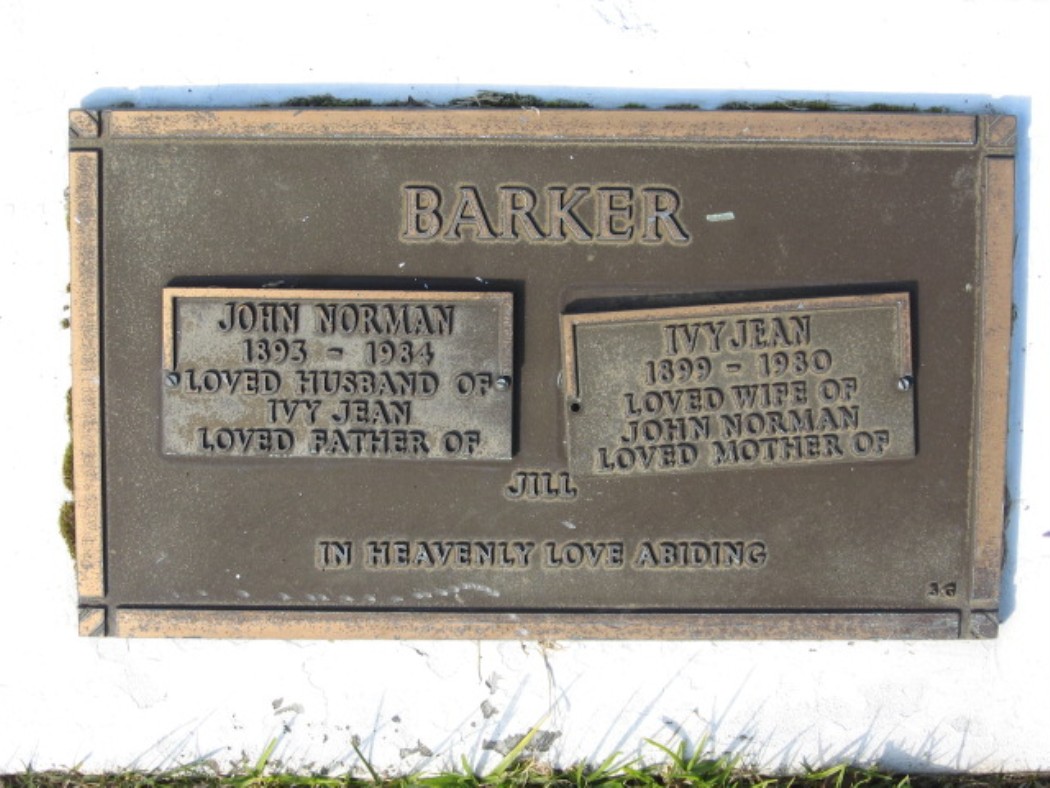 BARKER
JOHN NORMAN
1893 - 1984
LOVED HUSBAND OF
IVY JEAN
LOVED FATHER OF
IVY JEAN
1899 - 1980
LOVED WIFE OF
JOHN NORMAN
LOVED MOTHER OF
JILL
IN HEAVENLY LOVE ABIDING